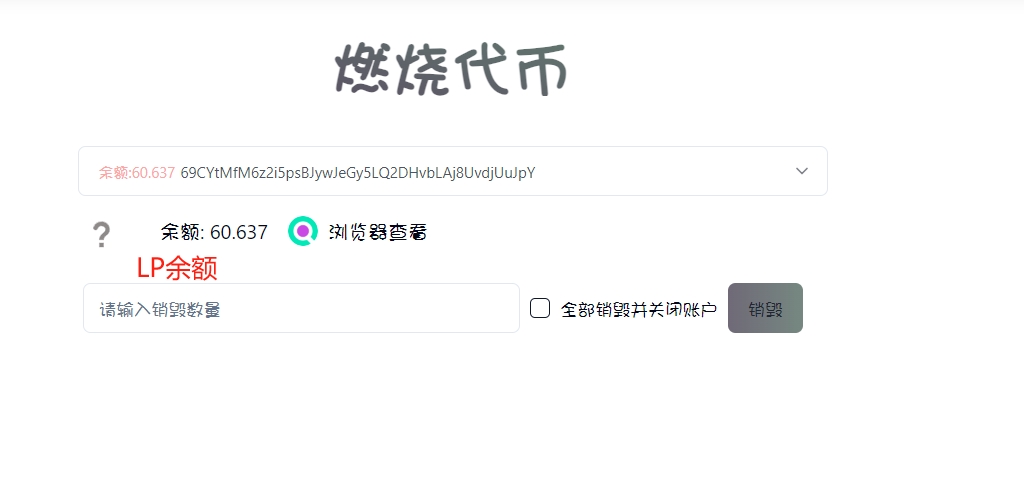 燃烧代币
余额:60.637 69CYtMfM6z2i5psBJywJeGy5LQ2DHvbLAj8UvdjUuJpY
? 余额: 60.637 浏览器查看
LP余额
请输入销毁数量 全部销毁并关闭账户 销毁